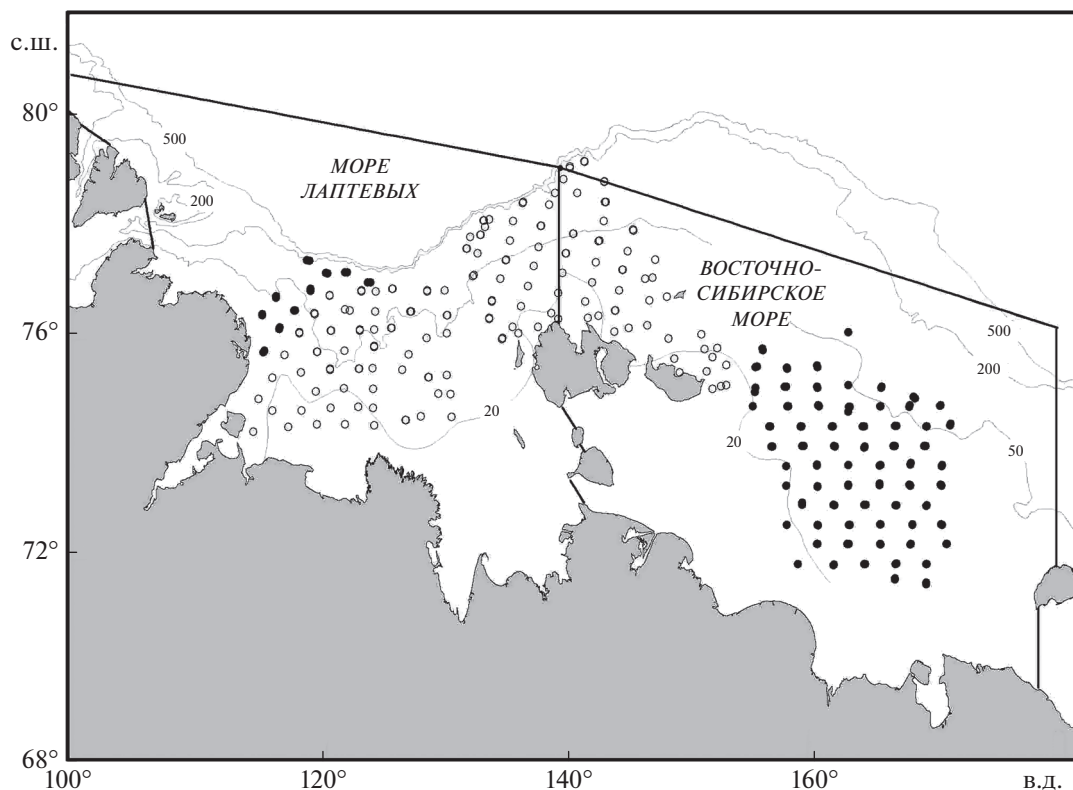 с.ш.
80°
76°
72°
68°
100°
120°
140°
160°
в.д.
МОРЕ
ЛАПТЕВЫХ
ВОСТОЧНО-
СИБИРСКОЕ
МОРЕ
500
200
20
20
500
200
50